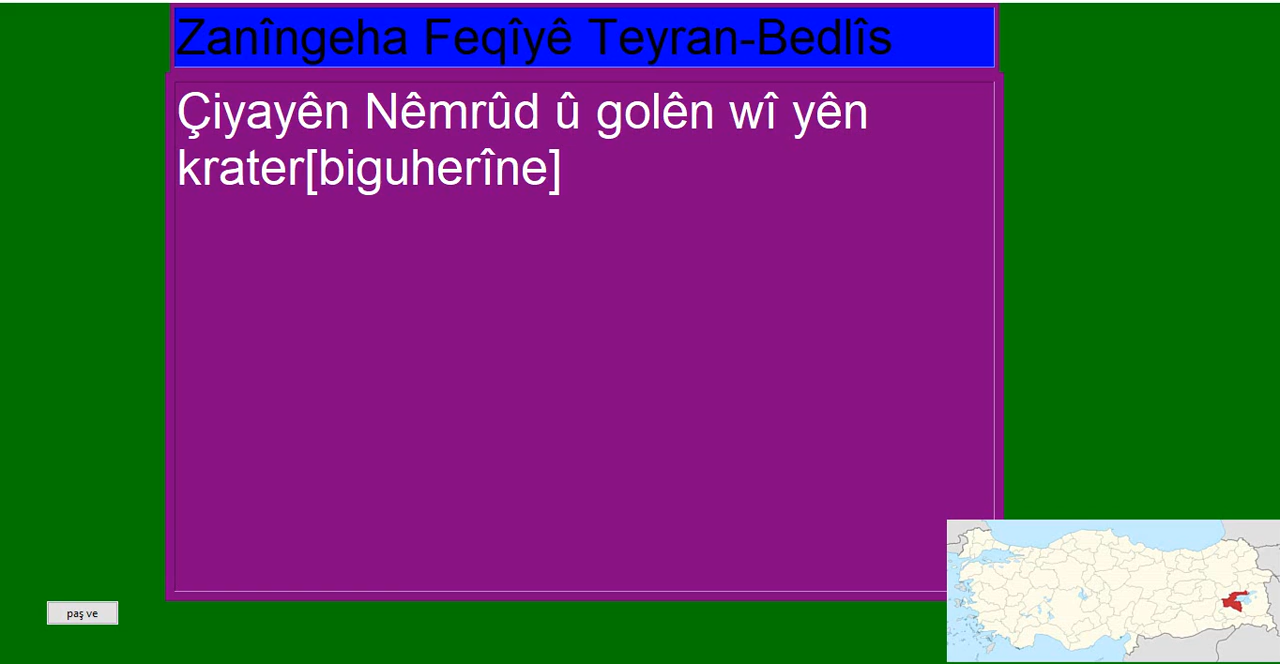 Zanîngeha Feqîyê Teyran-Bedlîs
Çiyayên Nêmrûd û golên wî yên
krater[biguherîne]
paş ve